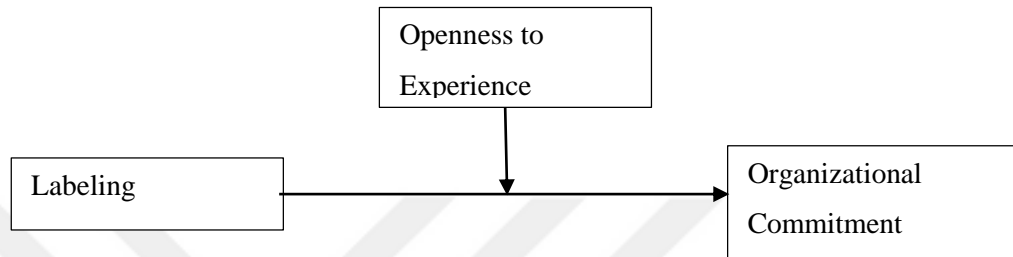 Openness to
Experience
Labeling
Organizational
Commitment